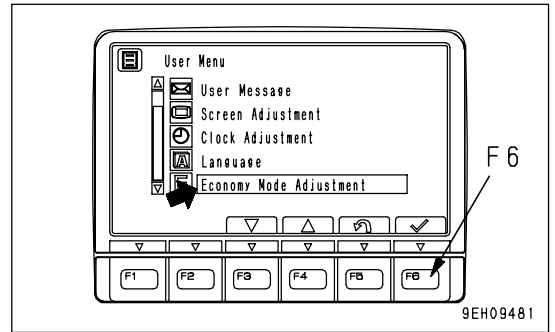 User Menu
User Message
Screen Adjustment
Clock Adjustment
A Language
E Economy Mode Adjustment
F6
F1 F2 F3 F4 F5 F6
9EH09481